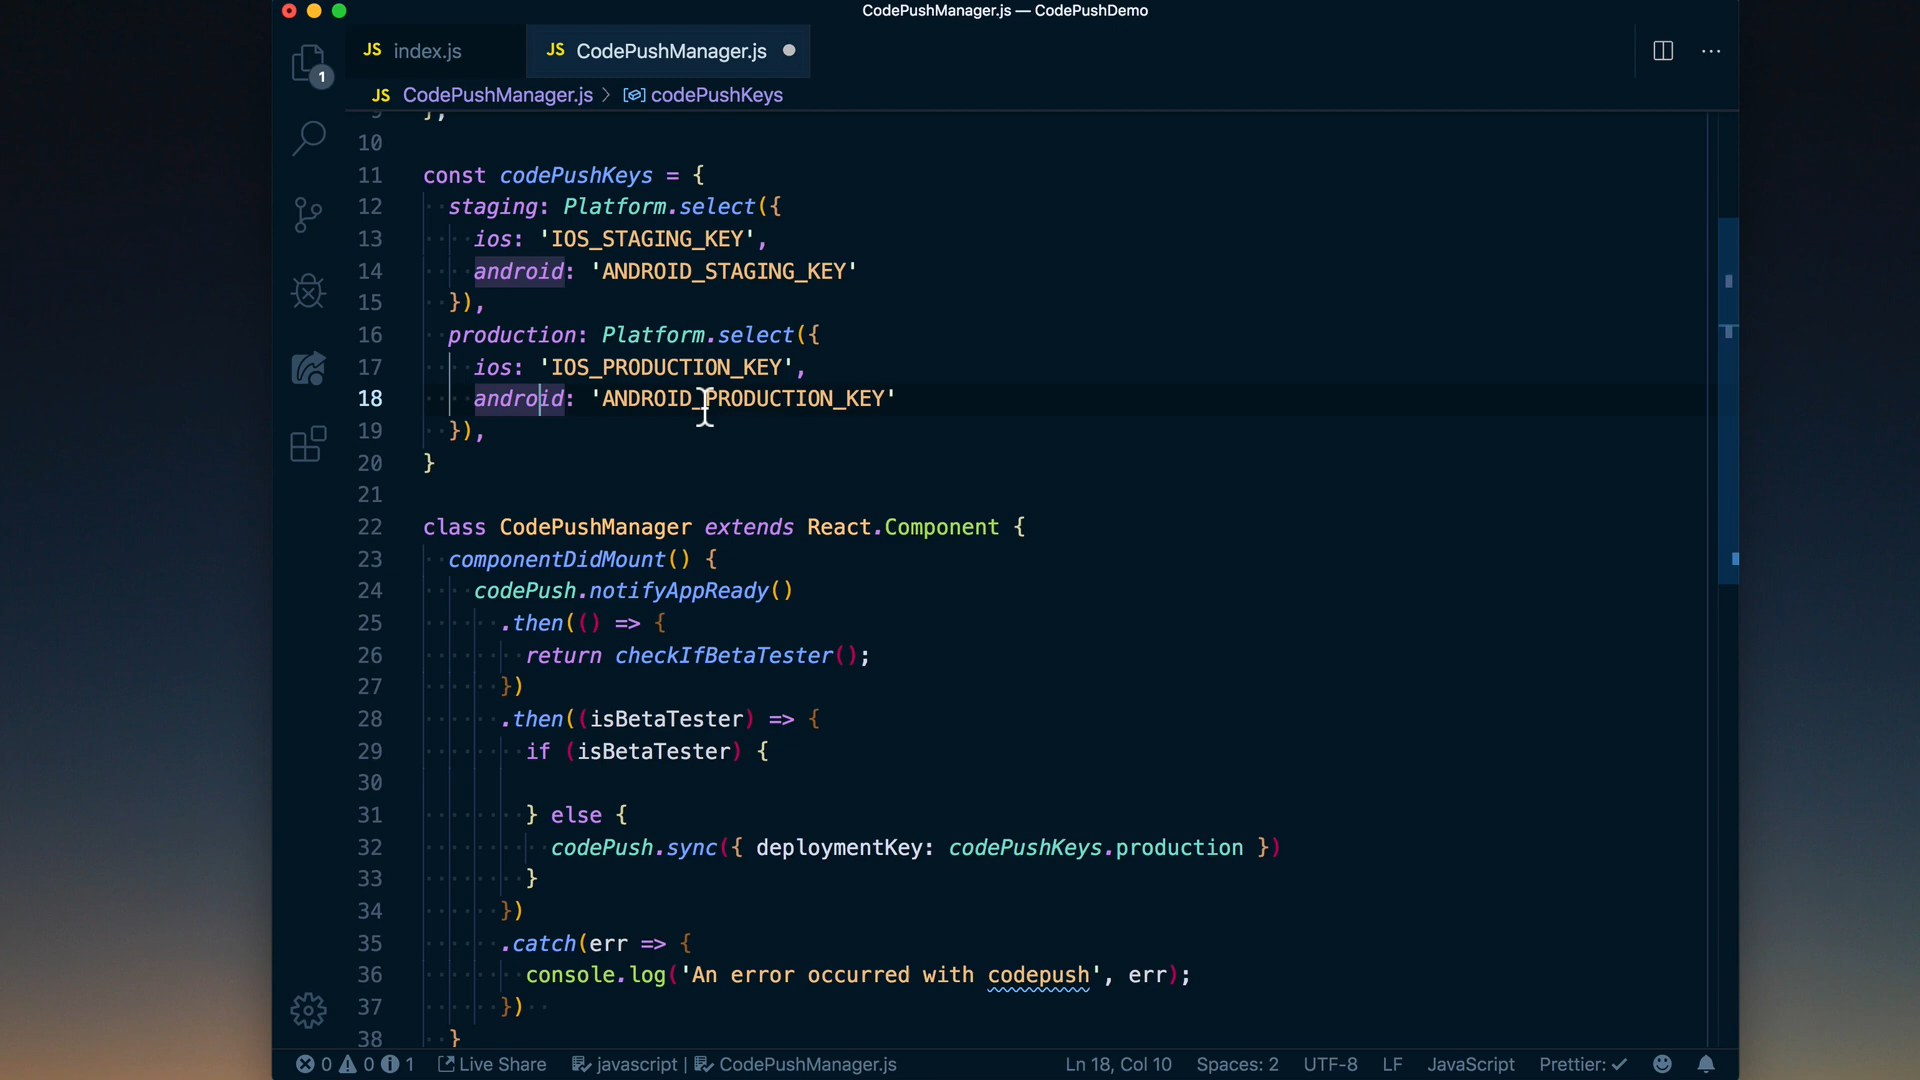 CodePushManager.js — CodePushDemo
JS index.js
JS CodePushManager.js
1
JS CodePushManager.js > codePushKeys
9 };
10
11 const codePushKeys = {
12 staging: Platform.select({
13 ios: 'IOS_STAGING_KEY',
14 android: 'ANDROID_STAGING_KEY'
15 }),
16 production: Platform.select({
17 ios: 'IOS_PRODUCTION_KEY',
18 android: 'ANDROID_PRODUCTION_KEY'
19 }),
20 }
21
22 class CodePushManager extends React.Component {
23 componentDidMount() {
24 codePush.notifyAppReady()
25 .then(() => {
26 return checkIfBetaTester();
27 })
28 .then((isBetaTester) => {
29 if (isBetaTester) {
30
31 } else {
32 codePush.sync({ deploymentKey: codePushKeys.production })
33 }
34 })
35 .catch(err => {
36 console.log('An error occurred with codepush', err);
37 })
38 }
0 0 1 Live Share javascript | CodePushManager.js Ln 18, Col 10 Spaces: 2 UTF-8 LF JavaScript Prettier: ✓